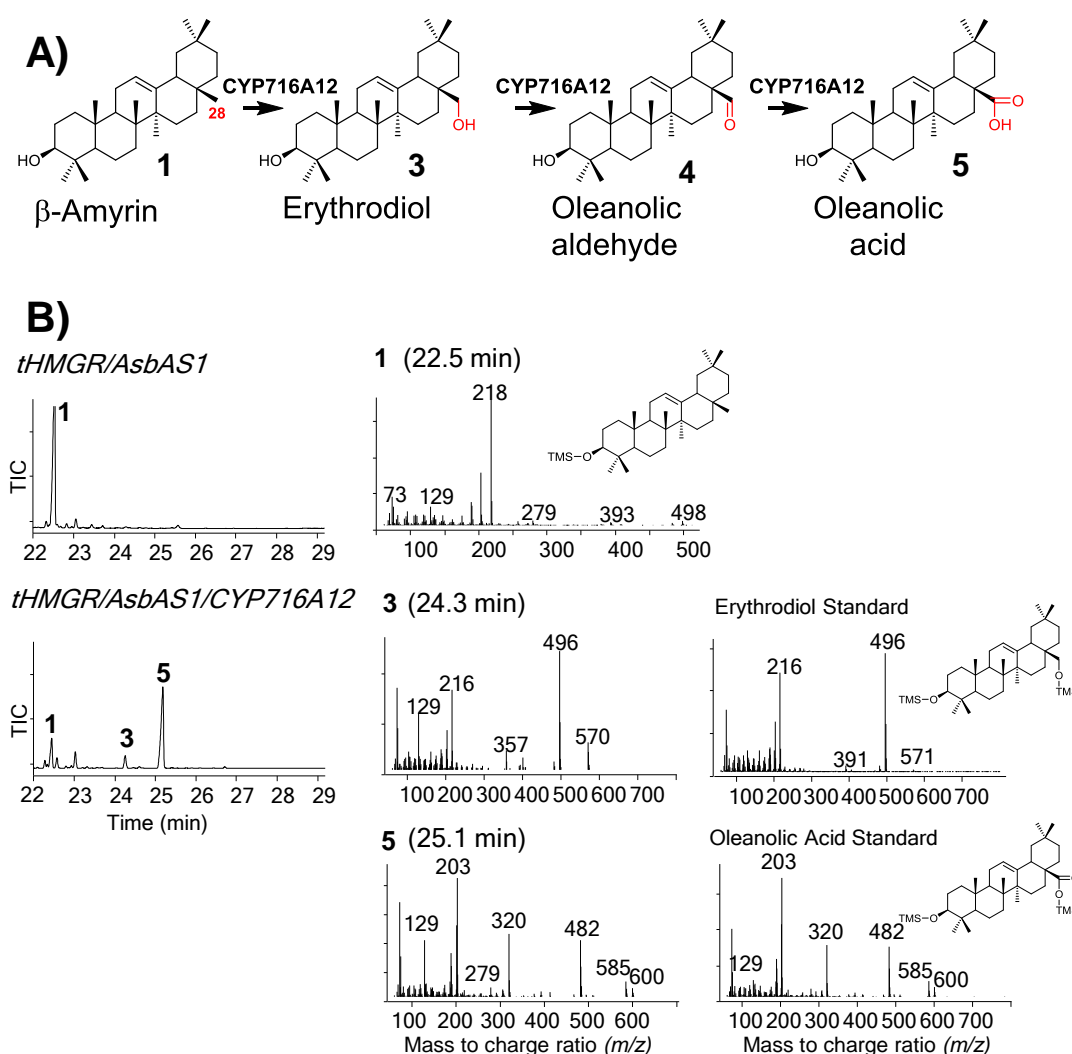 A)
CYP716A12 CYP716A12 CYP716A12
28
OH
O
O
OH
HO 1 HO 3 HO 4 HO 5
β-Amyrin Erythrodiol Oleanolic aldehyde Oleanolic acid
B)
tHMGR/AsbAS1
1
TIC
22 23 24 25 26 27 28 29
1 (22.5 min)
218
73 129 279 393 498
100 200 300 400 500
TMS-O
tHMGR/AsbAS1/CYP716A12
1 3 5
TIC
22 23 24 25 26 27 28 29
Time (min)
3 (24.3 min)
496
216
129
357 570
100 200 300 400 500 600 700
Erythrodiol Standard
496
216
391 571
100 200 300 400 500 600 700
TMS-O
O
TMS
5 (25.1 min)
203
129 320 482
279 585 600
100 200 300 400 500 600
Mass to charge ratio (m/z)
Oleanolic Acid Standard
203
320 482
129 585 600
100 200 300 400 500 600
Mass to charge ratio (m/z)
TMS-O
O
O